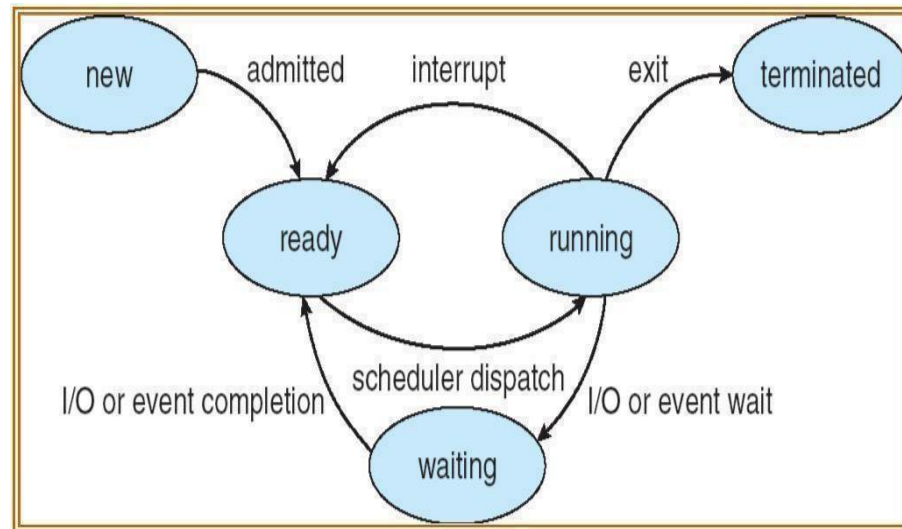 new
admitted
interrupt
exit
terminated
ready
running
scheduler dispatch
I/O or event completion
I/O or event wait
waiting